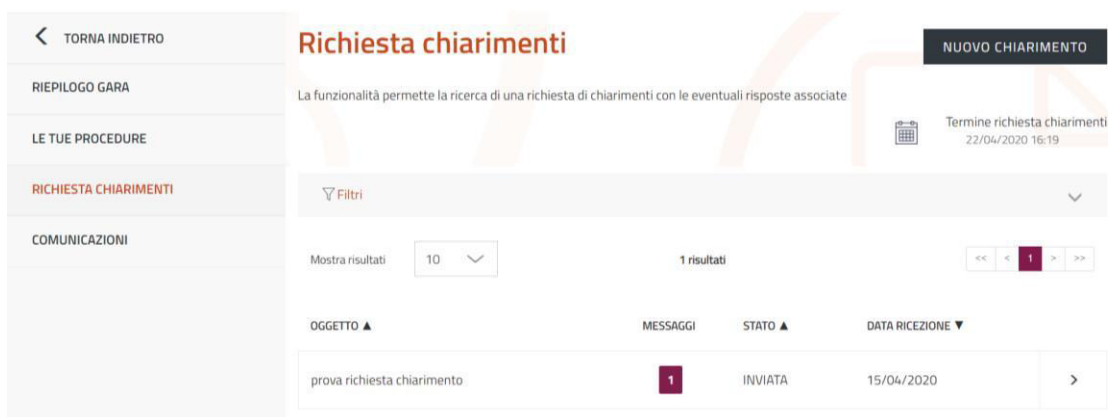 TORNA INDIETRO
RIEPILOGO GARA
LE TUE PROCEDURE
RICHIESTA CHIARIMENTI
COMUNICAZIONI
Richiesta chiarimenti
NUOVO CHIARIMENTO
La funzionalità permette la ricerca di una richiesta di chiarimenti con le eventuali risposte associate
Termine richiesta chiarimenti
22/04/2020 16:19
Filtri
Mostra risultati 10 1 risultati << < 1 > >>
OGGETTO ▲ MESSAGGI STATO ▲ DATA RICEZIONE ▼
prova richiesta chiarimento 1 INVIATA 15/04/2020 >